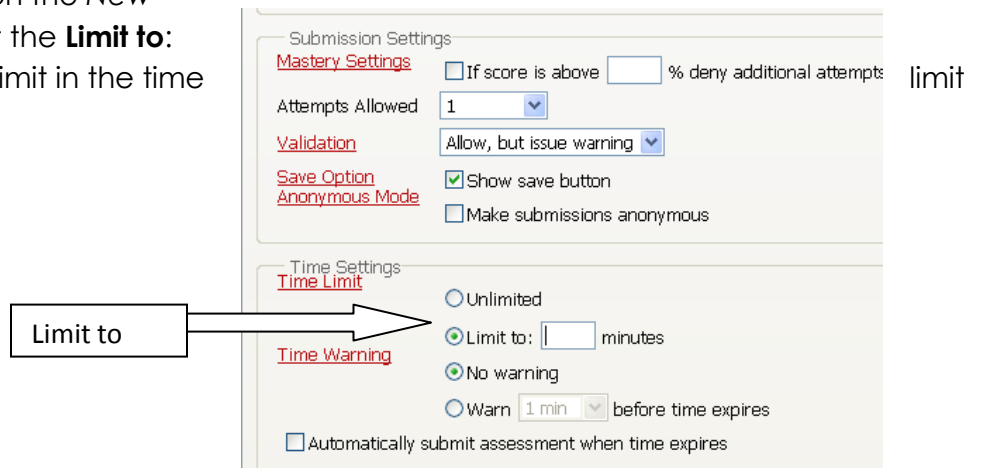 on the New
the Limit to:
limit in the time limit
Submission Settings
Mastery Settings
If score is above % deny additional attempts
Attempts Allowed 1
Validation Allow, but issue warning
Save Option Show save button
Anonymous Mode
Make submissions anonymous
Time Settings
Time Limit
Unlimited
Limit to
Limit to: minutes
Time Warning
No warning
Warn 1 min before time expires
Automatically submit assessment when time expires